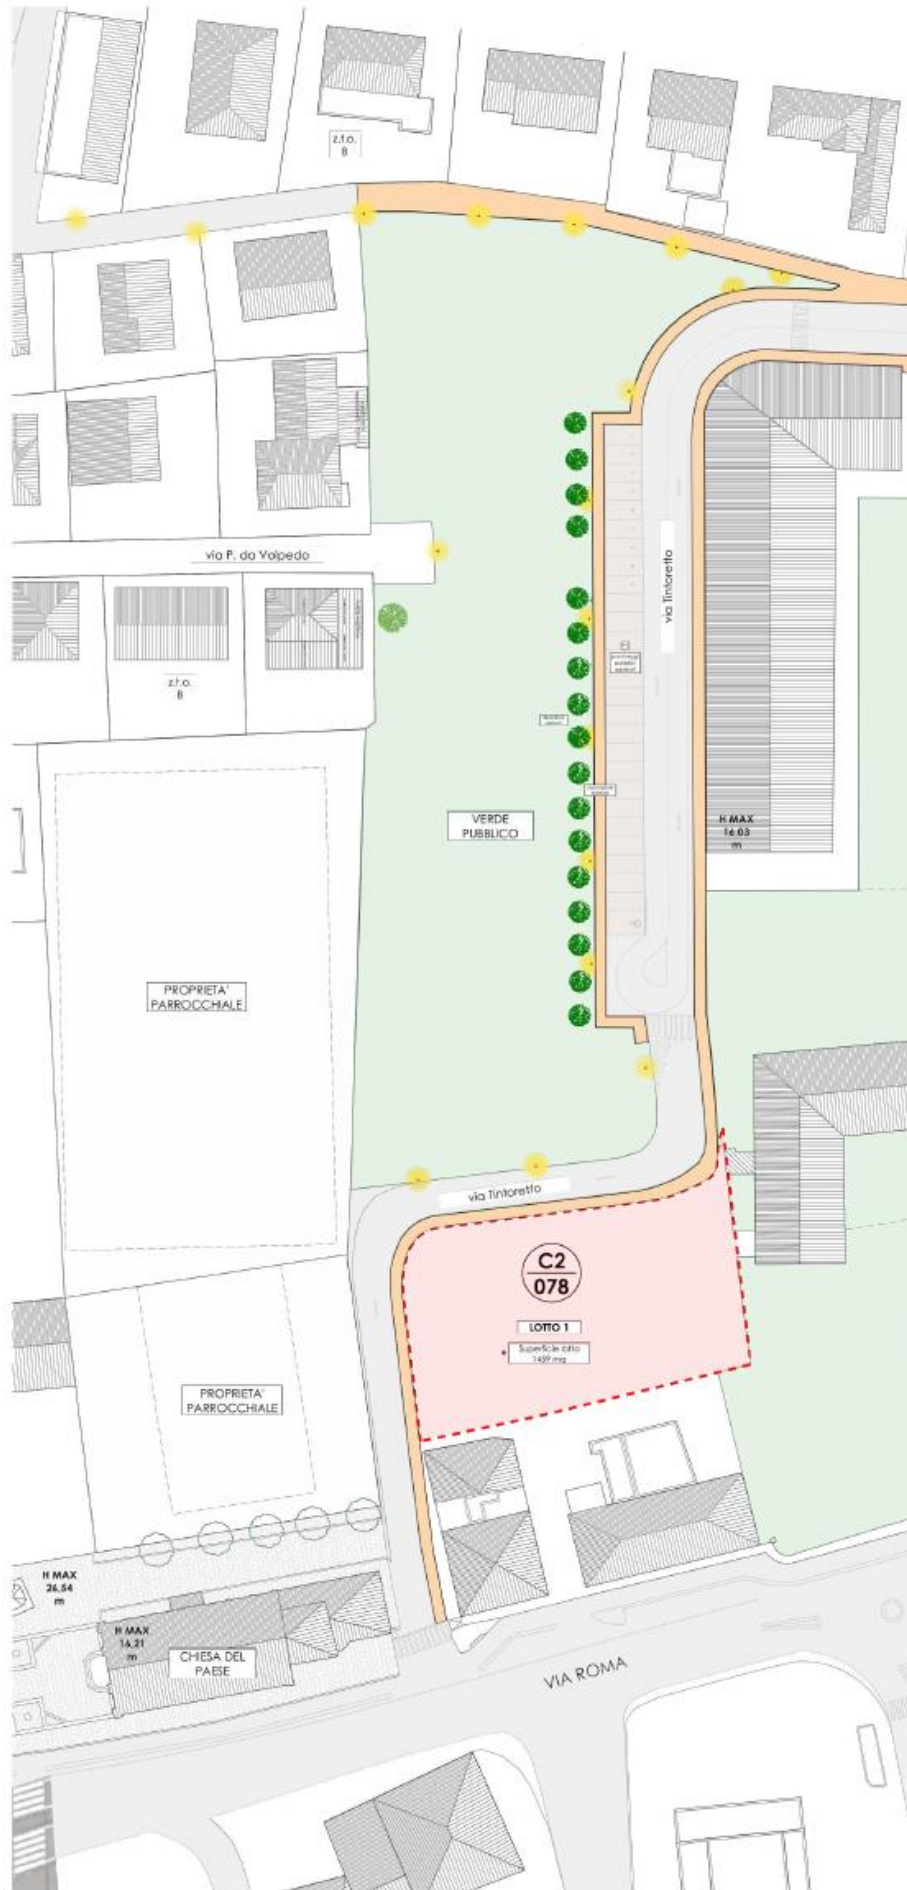 z.t.o.
B
via P. da Volpedo
via Tintoretto
z.t.o.
B
VERDE
PUBBLICO
H MAX
16,03
m
PROPRIETA'
PARROCCHIALE
via Tintoretto
C2
078
LOTTO 1
Superficie lotto
1459 mq
PROPRIETA'
PARROCCHIALE
H MAX
26,54
m
H MAX
16,21
m
CHIESA DEL
PAESE
VIA ROMA